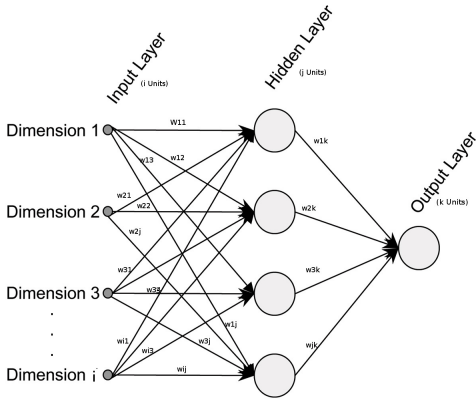 Input Layer
(i Units)
Hidden Layer
(j Units)
Output Layer
(k Units)
Dimension 1
Dimension 2
Dimension 3
.
.
.
Dimension i
W11
w12
w13
w21
w22
w2j
w31
w33
w1j
w3j
wi1
wi3
wij
w1k
w2k
w3k
wjk